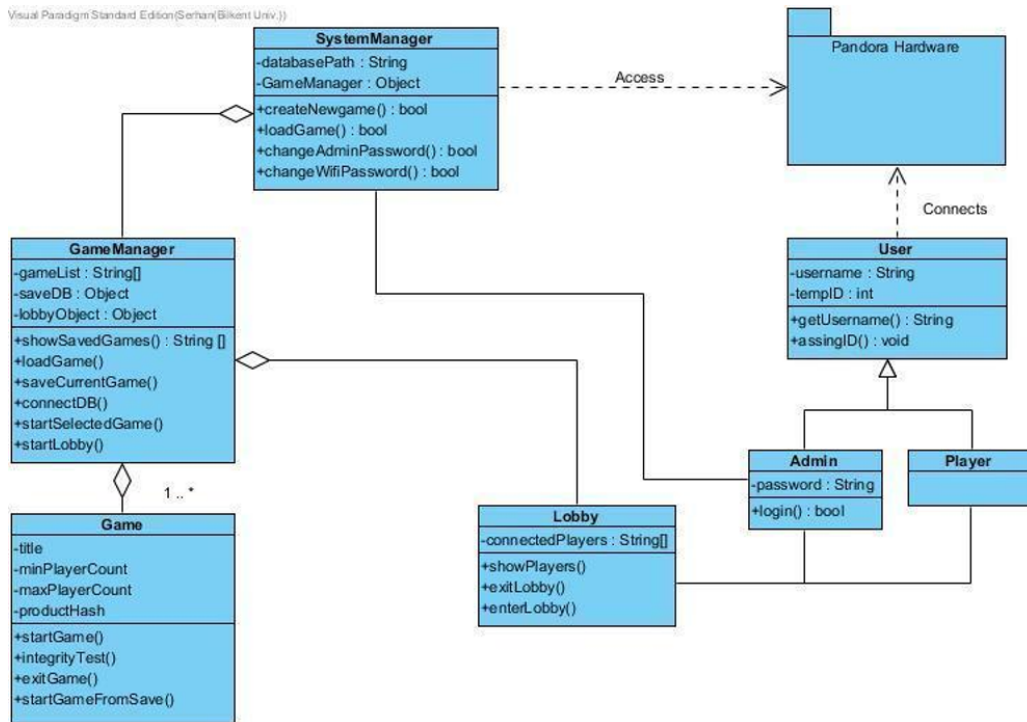 Visual Paradigm Standard Edition(Serhan(Bilkent Univ.))
SystemManager
-databasePath : String
-GameManager : Object
+createNewgame() : bool
+loadGame() : bool
+changeAdminPassword() : bool
+changeWifiPassword() : bool
Access
Pandora Hardware
Connects
GameManager
-gameList : String[]
-saveDB : Object
-lobbyObject : Object
+showSavedGames() : String []
+loadGame()
+saveCurrentGame()
+connectDB()
+startSelectedGame()
+startLobby()
User
-username : String
-tempID : int
+getUsername() : String
+assingID() : void
1 .. *
Game
-title
-minPlayerCount
-maxPlayerCount
-productHash
+startGame()
+integrityTest()
+exitGame()
+startGameFromSave()
Lobby
-connectedPlayers : String[]
+showPlayers()
+exitLobby()
+enterLobby()
Admin
-password : String
+login() : bool
Player